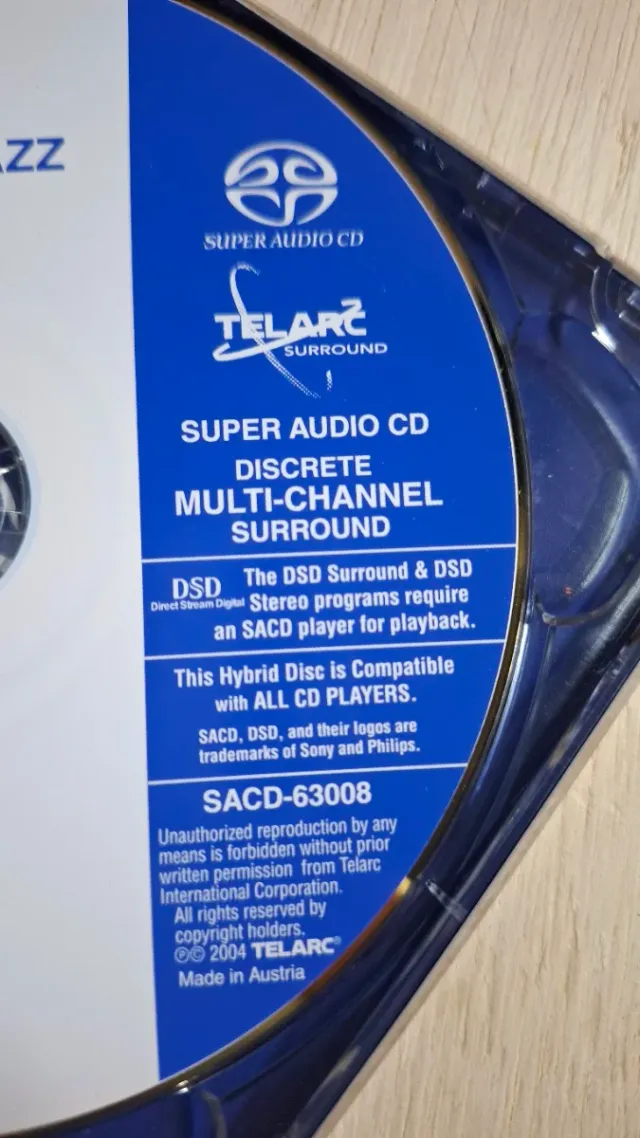 AZZ
SUPER AUDIO CD
TELARC
SURROUND
SUPER AUDIO CD
DISCRETE
MULTI-CHANNEL
SURROUND
DSD
Direct Stream Digital
The DSD Surround & DSD
Stereo programs require
an SACD player for playback.
This Hybrid Disc is Compatible
with ALL CD PLAYERS.
SACD, DSD, and their logos are
trademarks of Sony and Philips.
SACD-63008
Unauthorized reproduction by any
means is forbidden without prior
written permission from Telarc
International Corporation.
All rights reserved by
copyright holders.
℗© 2004 TELARC®
Made in Austria